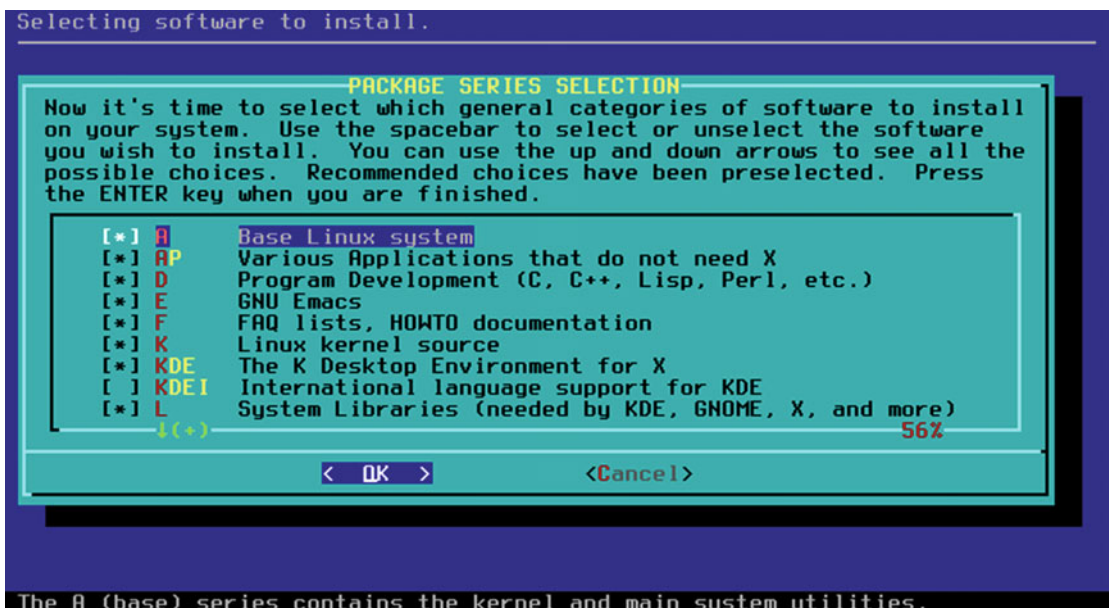 Selecting software to install.
PACKAGE SERIES SELECTION
Now it's time to select which general categories of software to install
on your system.  Use the spacebar to select or unselect the software
you wish to install.  You can use the up and down arrows to see all the
possible choices.  Recommended choices have been preselected.  Press
the ENTER key when you are finished.
[*] A Base Linux system
[*] AP Various Applications that do not need X
[*] D Program Development (C, C++, Lisp, Perl, etc.)
[*] E GNU Emacs
[*] F FAQ lists, HOWTO documentation
[*] K Linux kernel source
[*] KDE The K Desktop Environment for X
[ ] KDEI International language support for KDE
[*] L System Libraries (needed by KDE, GNOME, X, and more)
↓(+) 56%
< OK > <Cancel>
The A (base) series contains the kernel and main system utilities.